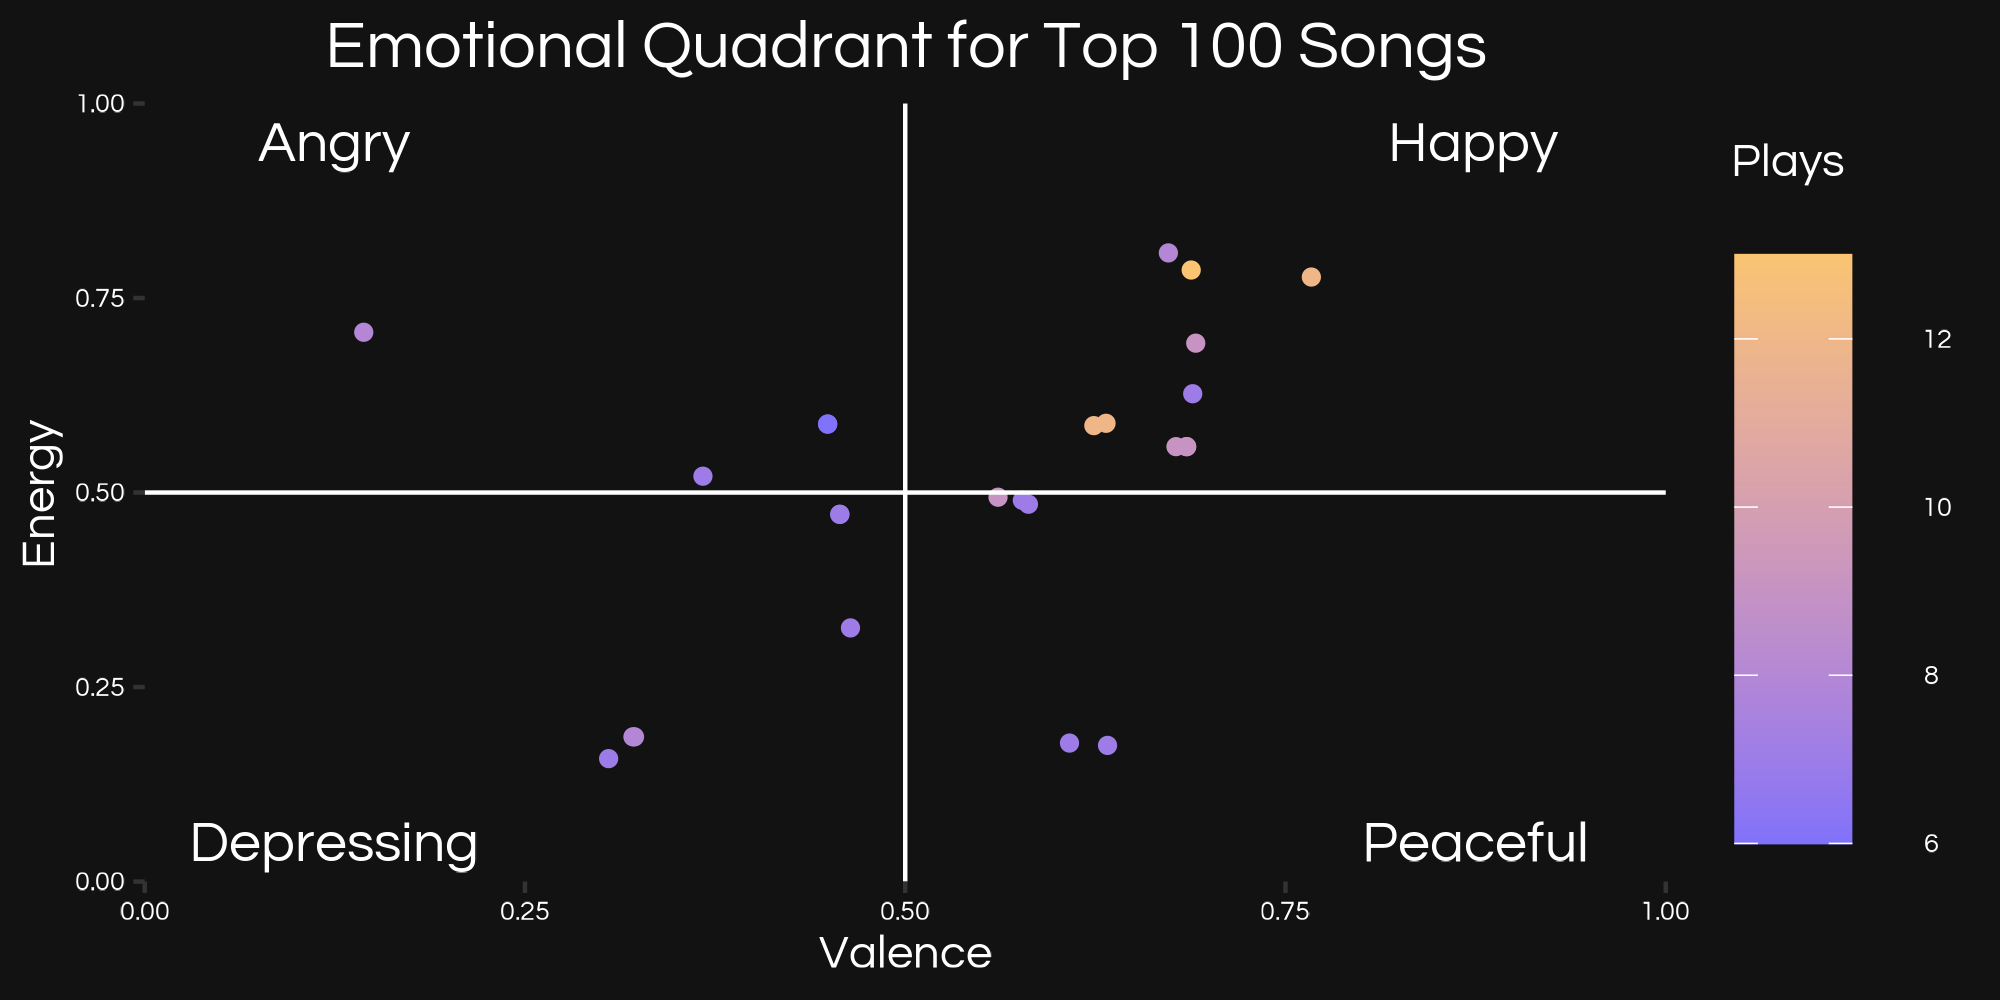 Emotional Quadrant for Top 100 Songs
1.00
Angry
Happy
Plays
0.75
12
Energy
0.50
10
0.25
8
Depressing
Peaceful
6
0.00
0.00 0.25 0.50 0.75 1.00
Valence